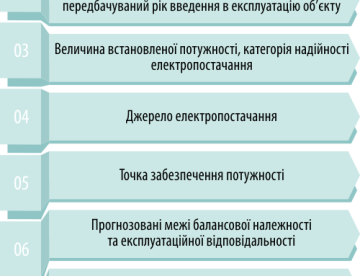 передбачуваний рік введення в експлуатацію об’єкту
03
Величина встановленої потужності, категорія надійності
електропостачання
04
Джерело електропостачання
05
Точка забезпечення потужності
06
Прогнозовані межі балансової належності
та експлуатаційної відповідальності